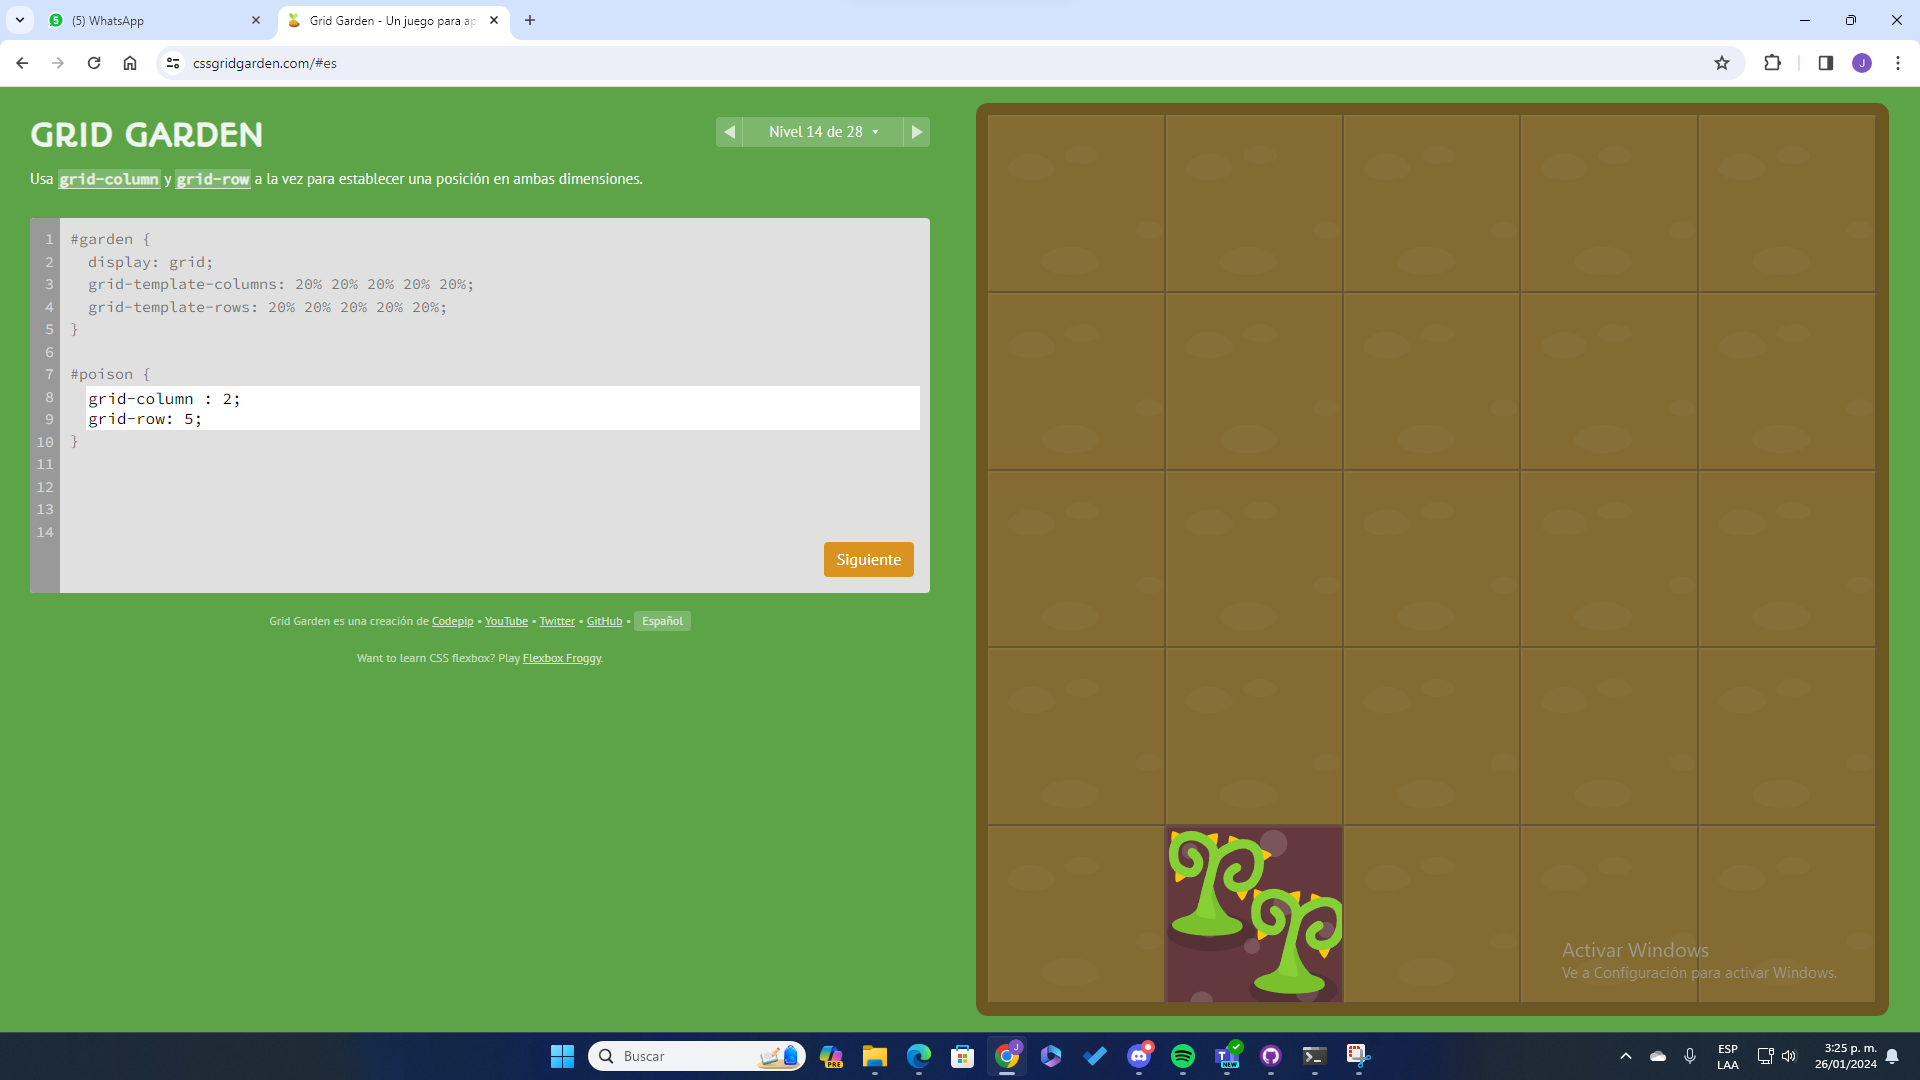 (5) WhatsApp
Grid Garden - Un juego para ap
cssgridgarden.com/#es
J
GRID GARDEN
Nivel 14 de 28
Usa grid-column y grid-row a la vez para establecer una posición en ambas dimensiones.
1 #garden {
2 display: grid;
3 grid-template-columns: 20% 20% 20% 20% 20%;
4 grid-template-rows: 20% 20% 20% 20% 20%;
5 }
6
7 #poison {
8 grid-column : 2;
9 grid-row: 5;
10 }
11
12
13
14
Siguiente
Grid Garden es una creación de Codepip • YouTube • Twitter • GitHub • Español
Want to learn CSS flexbox? Play Flexbox Froggy.
Activar Windows
Ve a Configuración para activar Windows.
Buscar
PRE
J
NEW
ESP
LAA
3:25 p. m.
26/01/2024